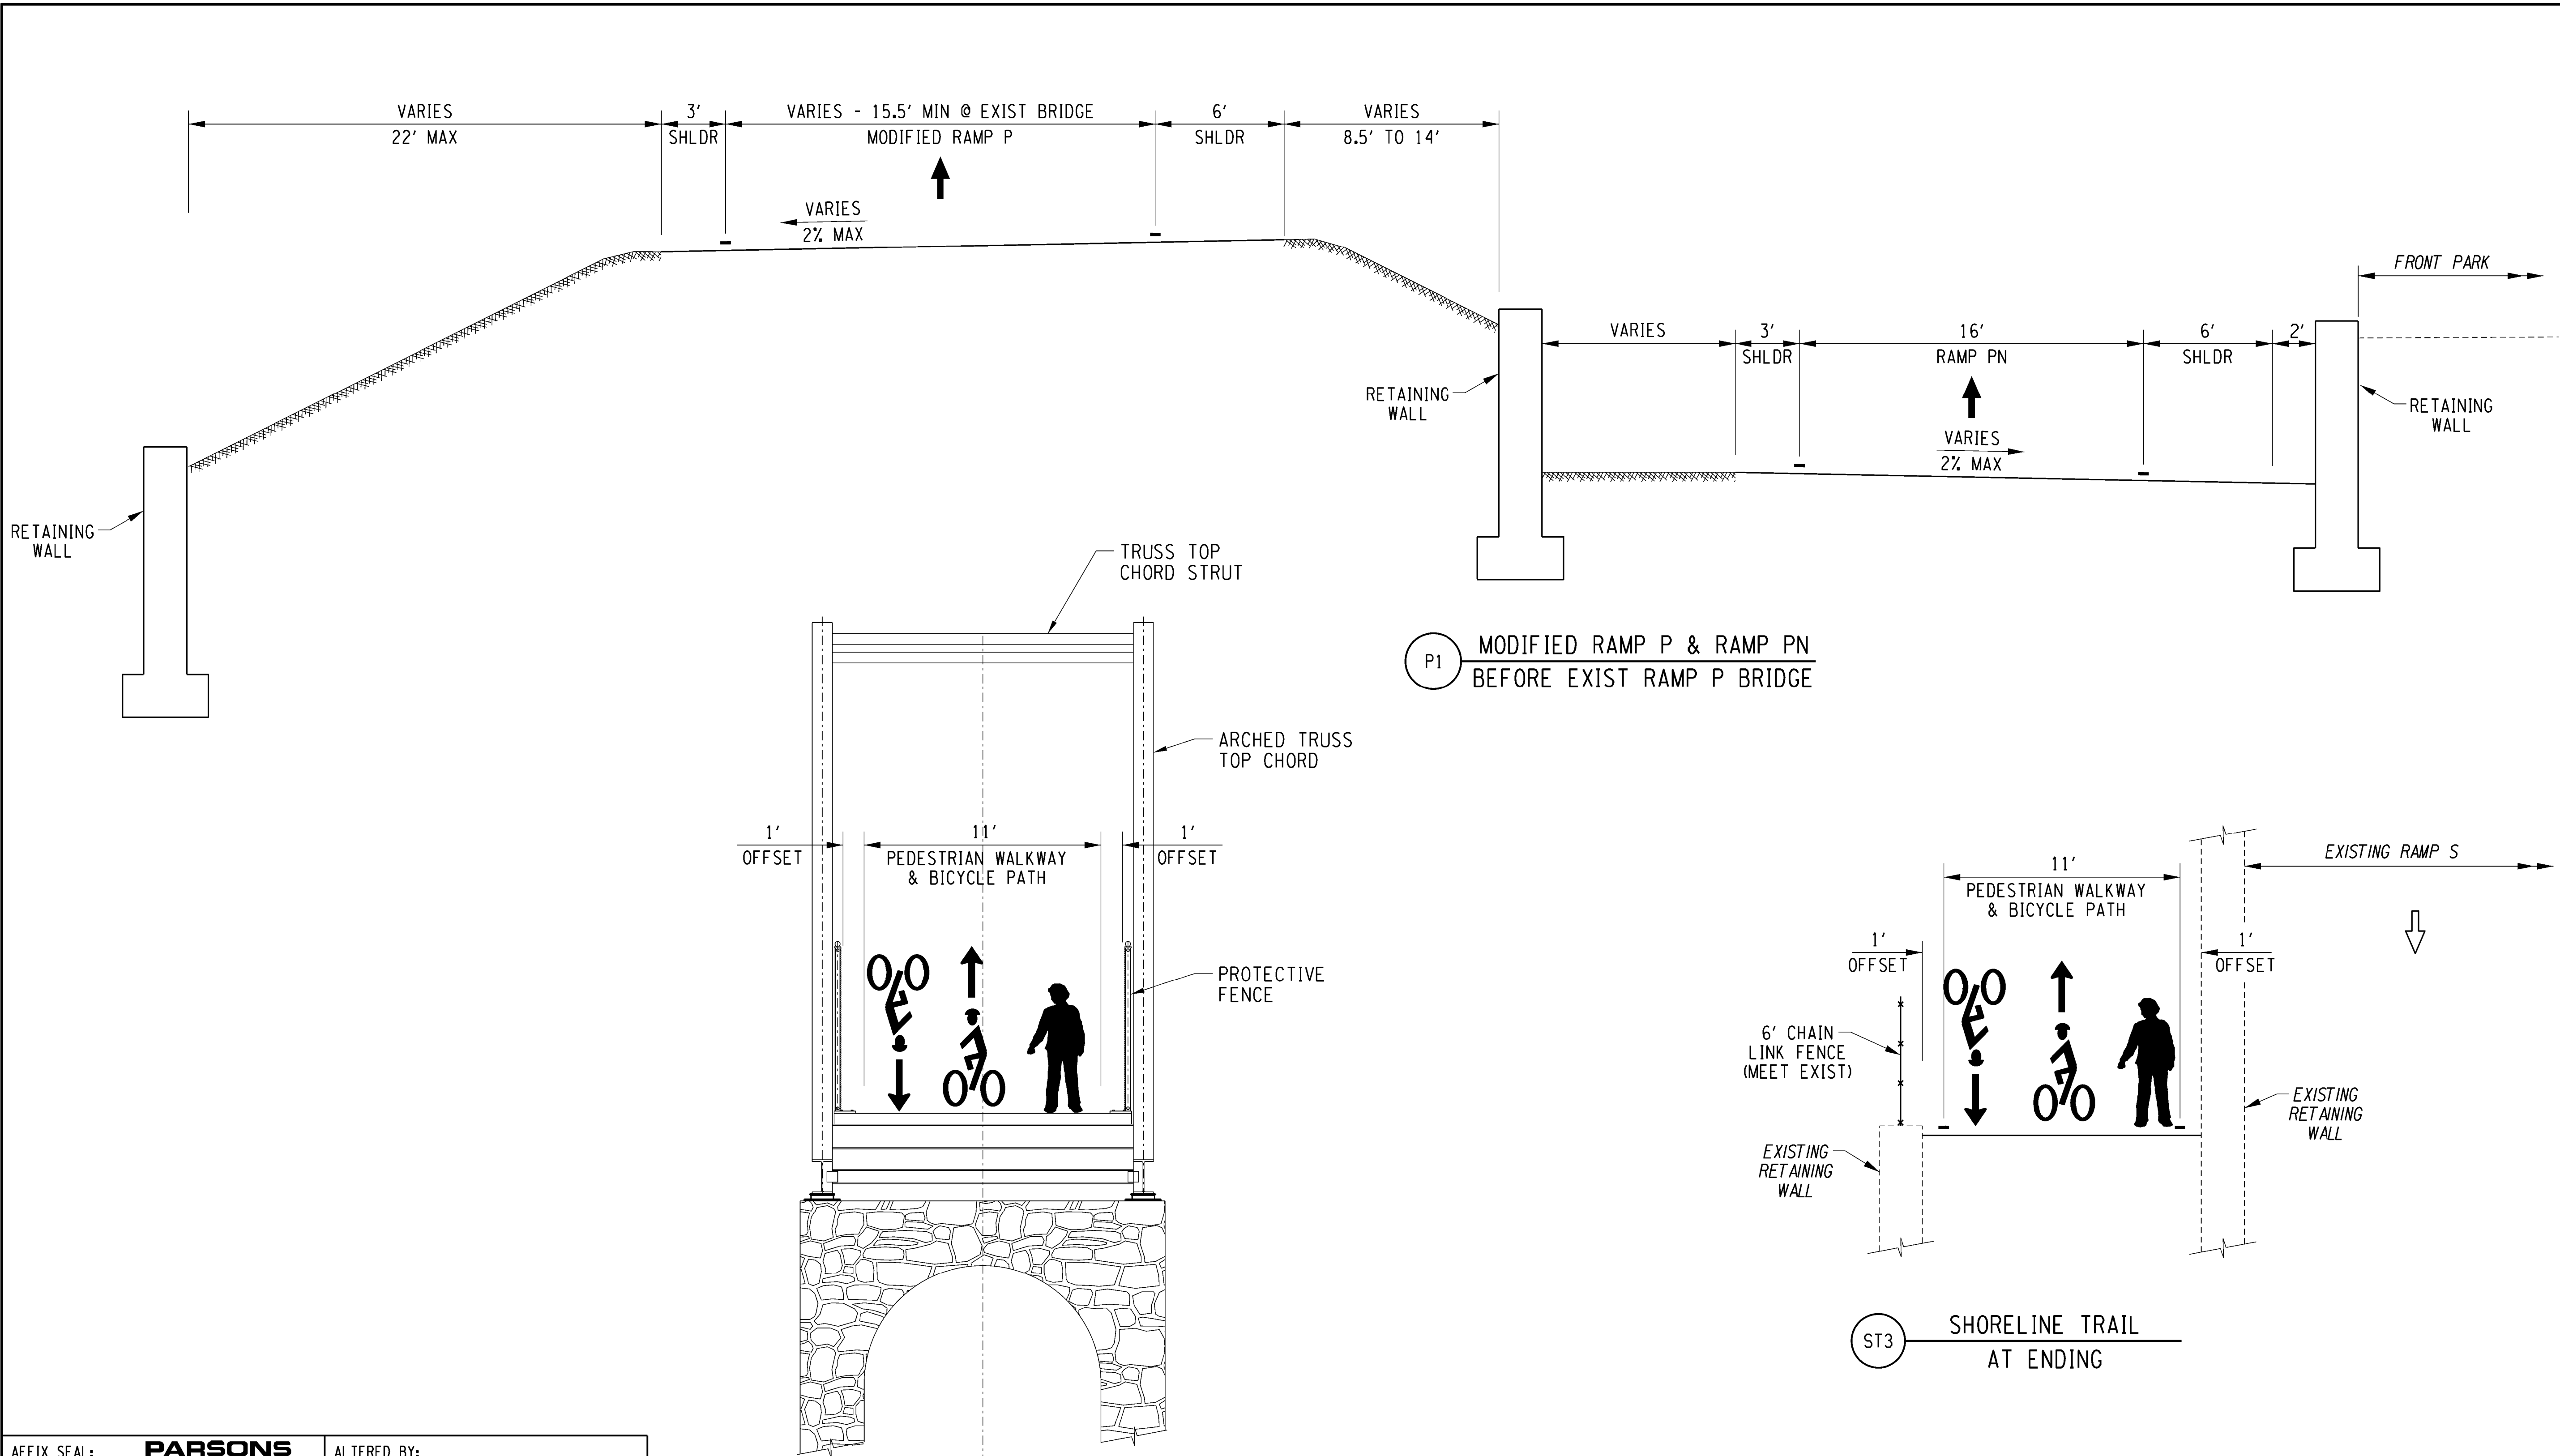 VARIES
22' MAX
3'
SHLDR
VARIES - 15.5' MIN @ EXIST BRIDGE
MODIFIED RAMP P
6'
SHLDR
VARIES
8.5' TO 14'
VARIES
2% MAX
FRONT PARK
VARIES
3'
SHLDR
16'
RAMP PN
6'
SHLDR
2'
RETAINING
WALL
RETAINING
WALL
VARIES
2% MAX
RETAINING
WALL
TRUSS TOP
CHORD STRUT
P1
MODIFIED RAMP P & RAMP PN
BEFORE EXIST RAMP P BRIDGE
ARCHED TRUSS
TOP CHORD
1'
OFFSET
11'
PEDESTRIAN WALKWAY
& BICYCLE PATH
1'
OFFSET
PROTECTIVE
FENCE
EXISTING RAMP S
11'
PEDESTRIAN WALKWAY
& BICYCLE PATH
1'
OFFSET
1'
OFFSET
6' CHAIN
LINK FENCE
(MEET EXIST)
EXISTING
RETAINING
WALL
EXISTING
RETAINING
WALL
ST3
SHORELINE TRAIL
AT ENDING
AFFIX SEAL:
PARSONS
ALTERED BY: